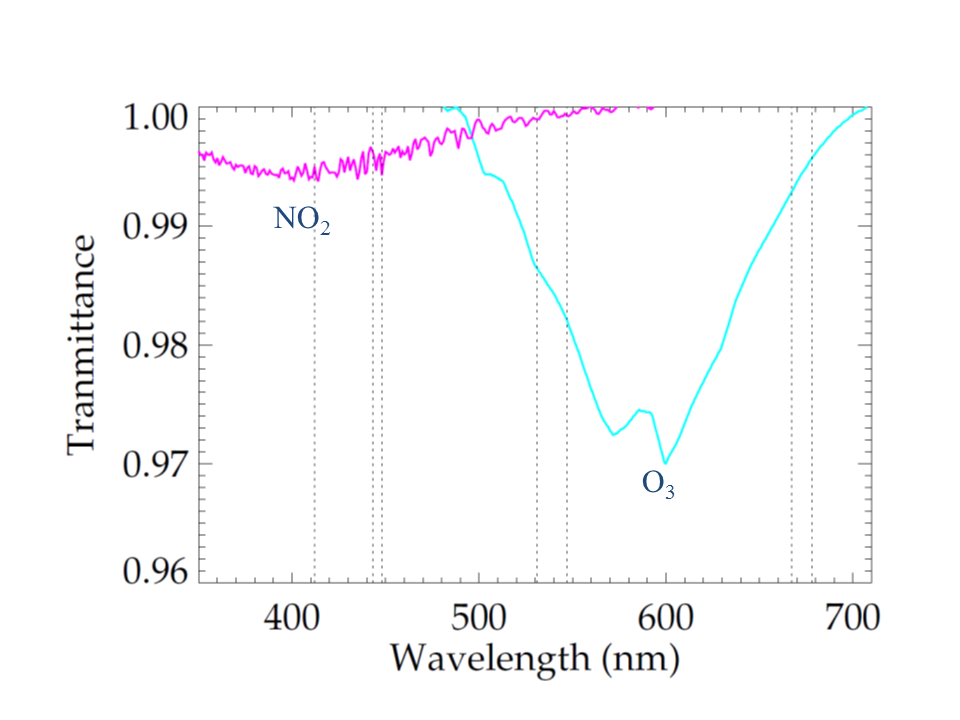 1.00
0.99
0.98
0.97
0.96
Tranmittance
NO₂
O₃
400 500 600 700
Wavelength (nm)